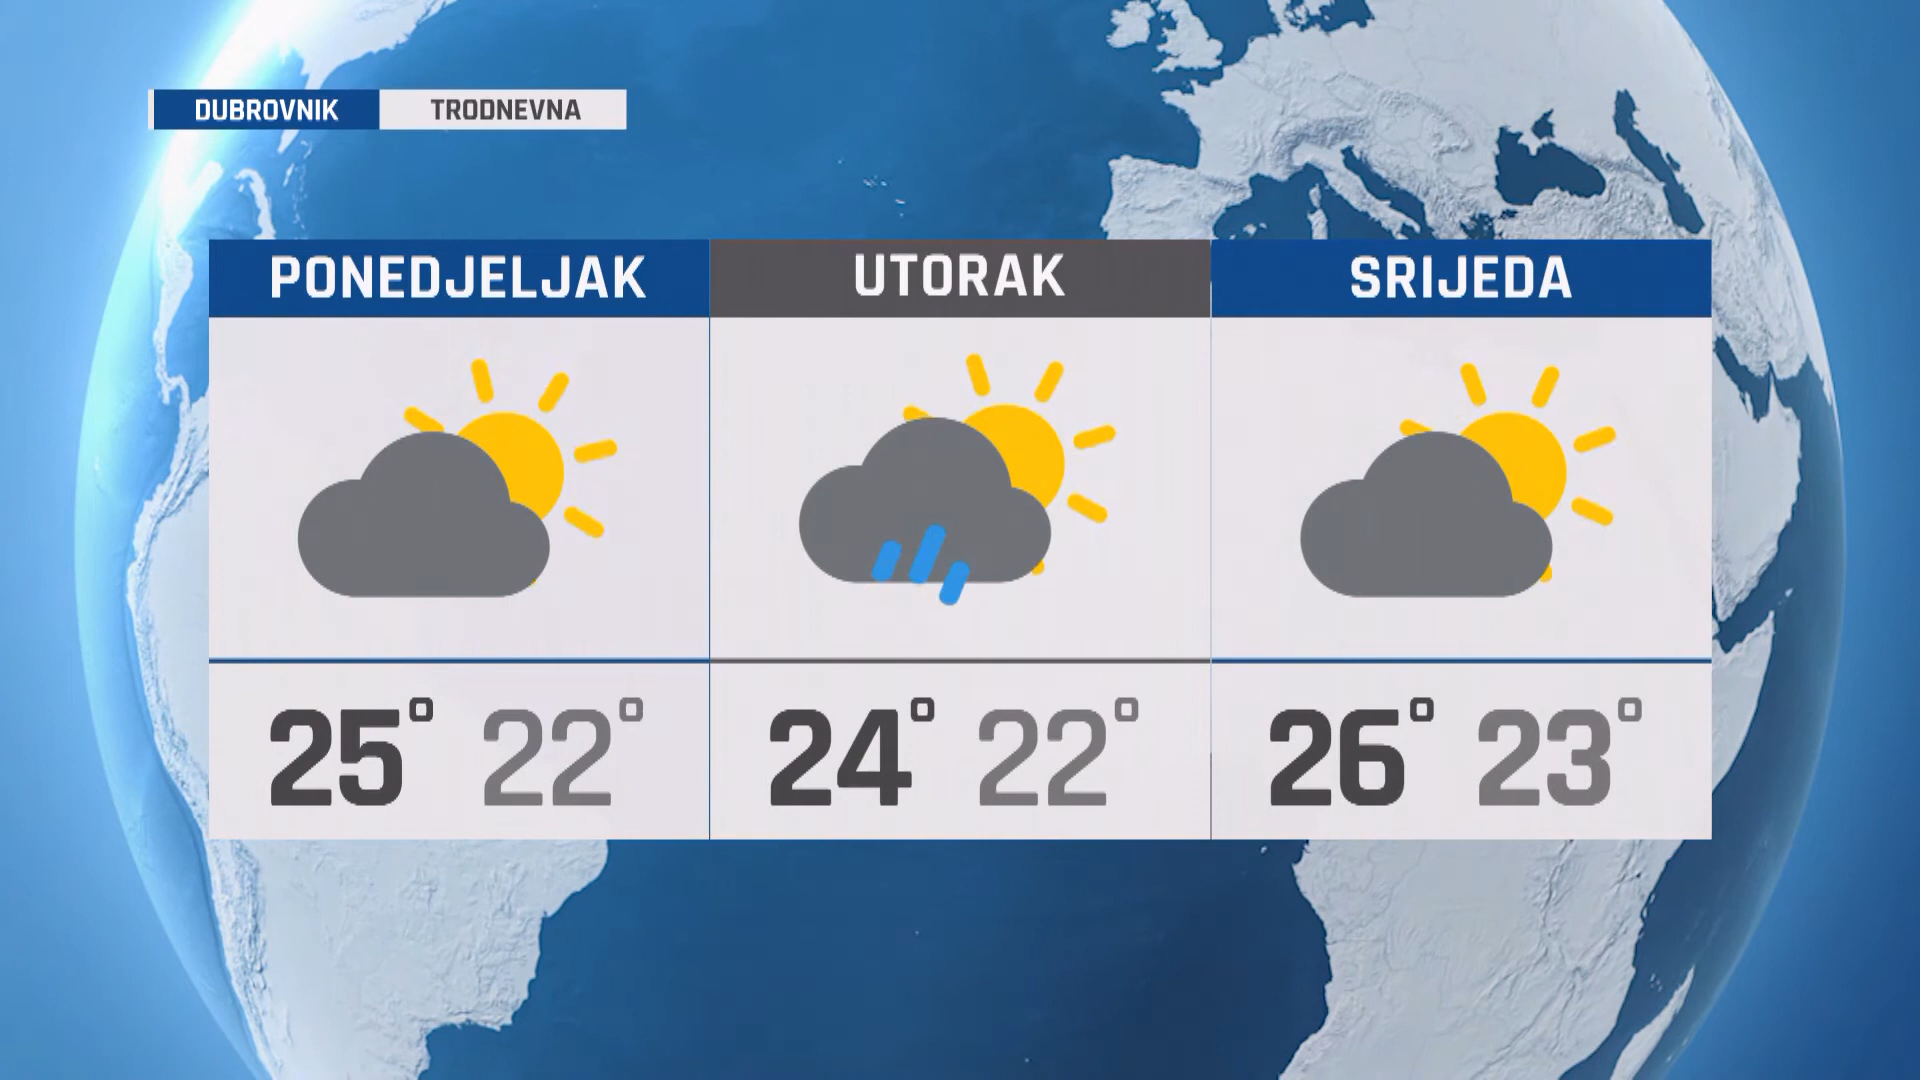 DUBROVNIK TRODNEVNA
PONEDJELJAK UTORAK SRIJEDA
25° 22° 24° 22° 26° 23°